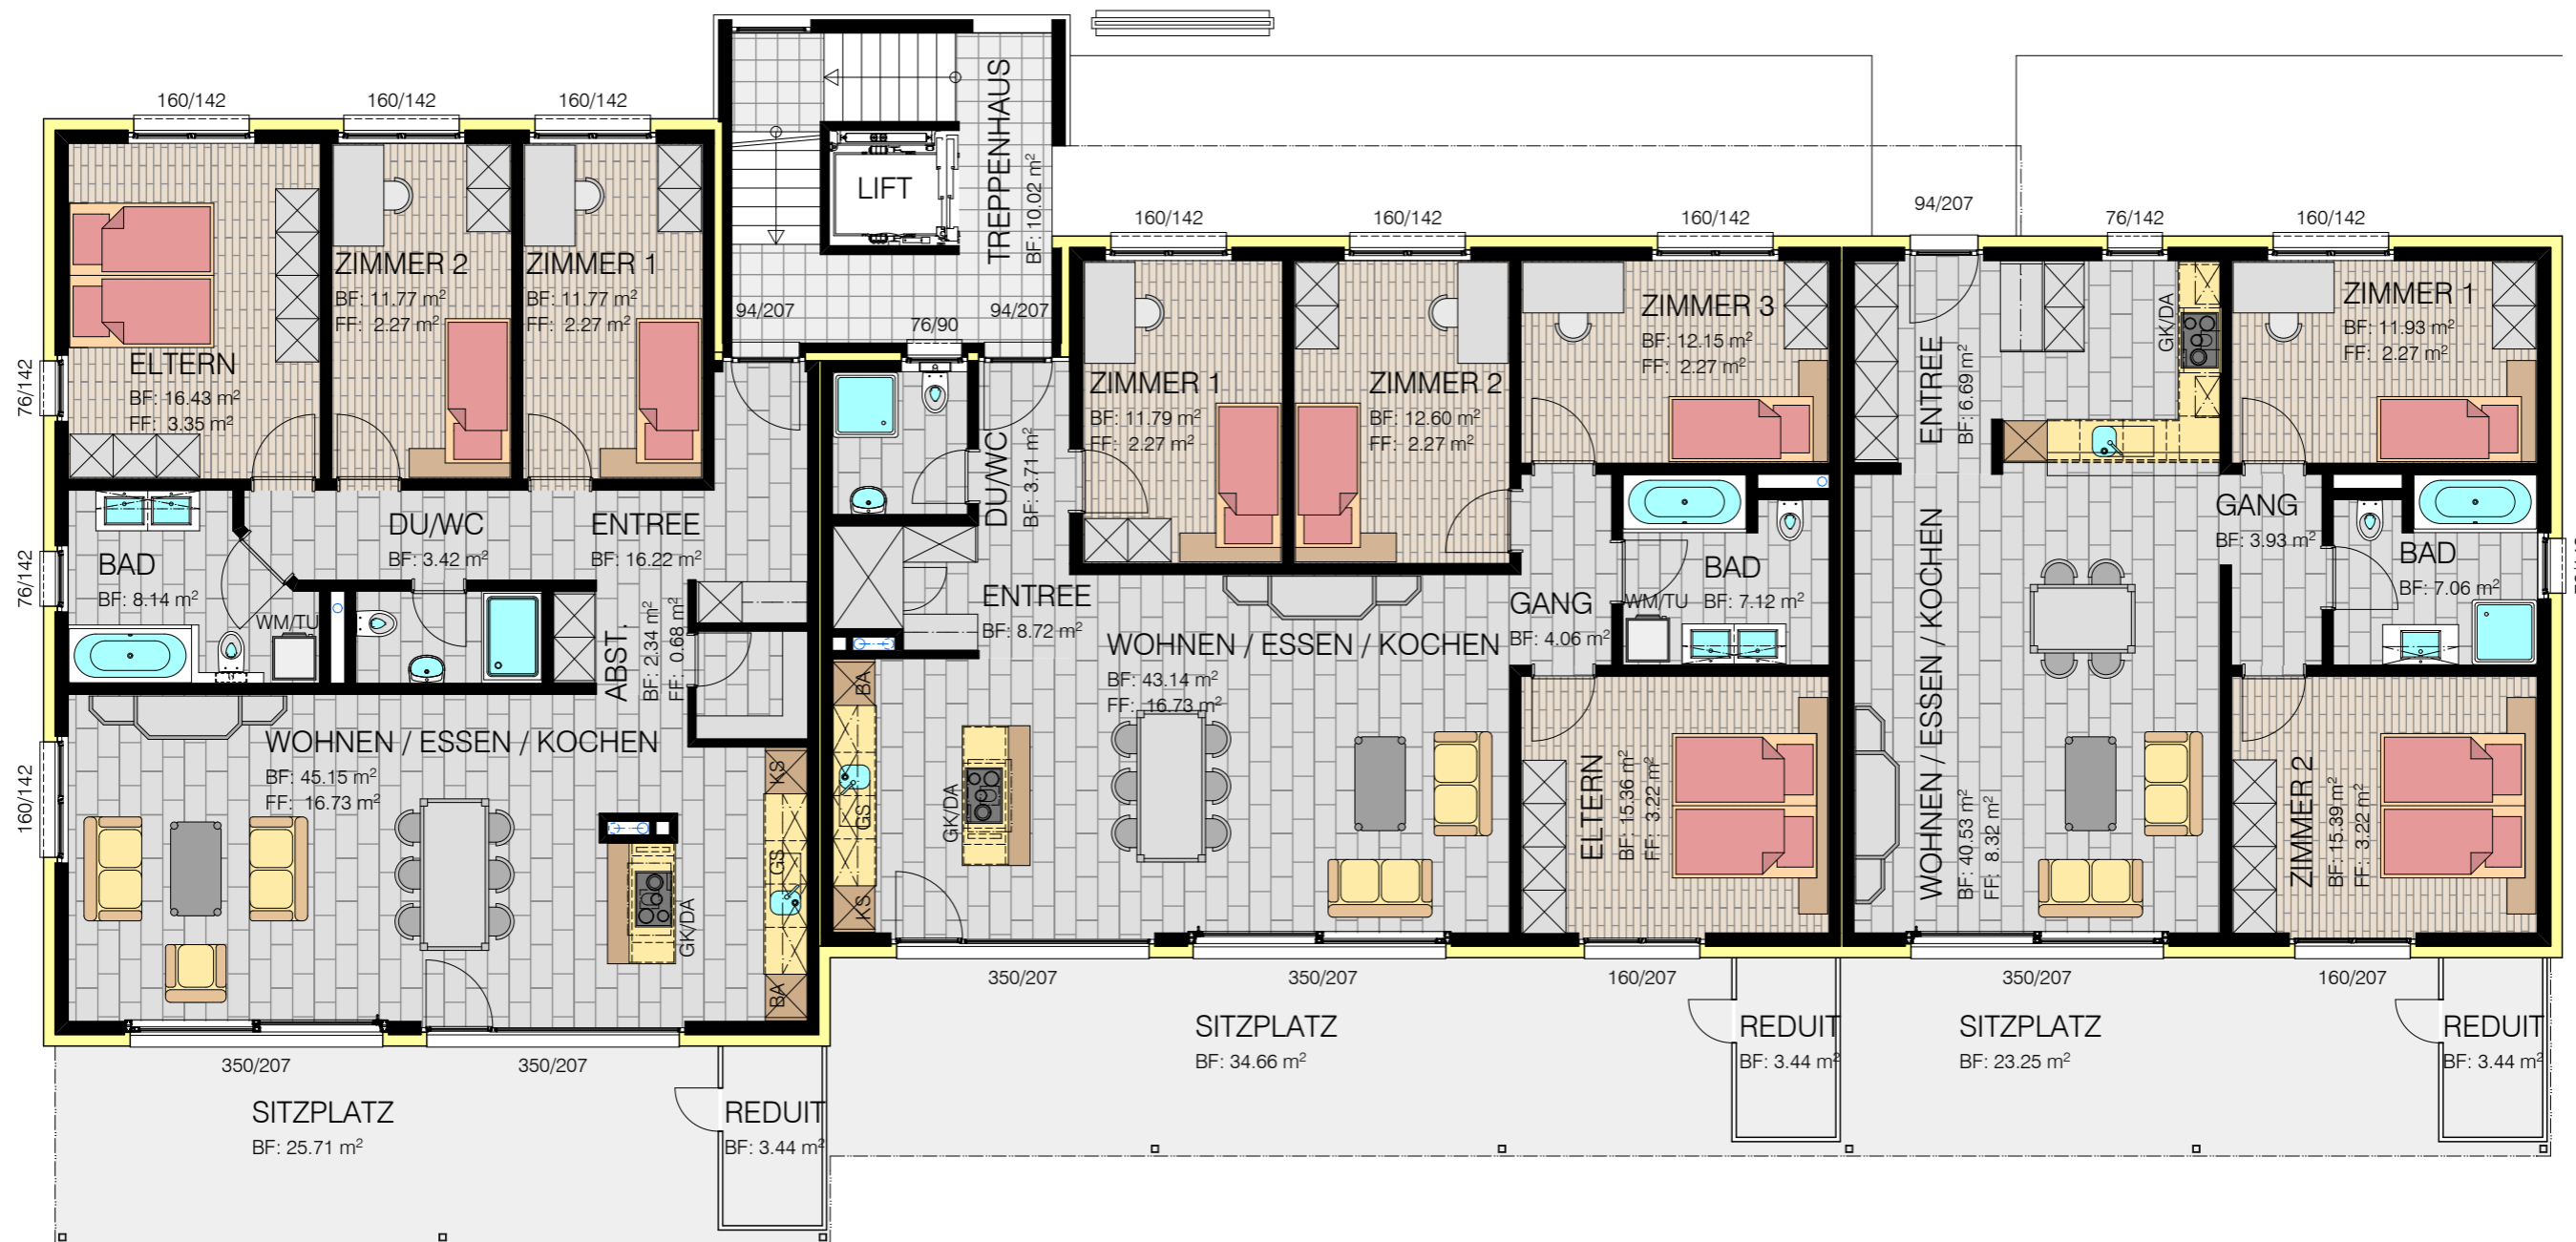 160/142
160/142
160/142
TREPPENHAUS
BF: 10.02 m²
LIFT
94/207
76/90
94/207
76/142
76/142
160/142
ELTERN
BF: 16.43 m²
FF: 3.35 m²
ZIMMER 2
BF: 11.77 m²
FF: 2.27 m²
ZIMMER 1
BF: 11.77 m²
FF: 2.27 m²
BAD
BF: 8.14 m²
WM/TU
DU/WC
BF: 3.42 m²
ENTREE
BF: 16.22 m²
ABST.
BF: 2.34 m²
FF: 0.68 m²
WOHNEN / ESSEN / KOCHEN
BF: 45.15 m²
FF: 16.73 m²
KS
GS
BA
GK/DA
350/207
350/207
SITZPLATZ
BF: 25.71 m²
REDUIT
BF: 3.44 m²
160/142
160/142
160/142
DU/WC
BF: 3.71 m²
ZIMMER 1
BF: 11.79 m²
FF: 2.27 m²
ZIMMER 2
BF: 12.60 m²
FF: 2.27 m²
ZIMMER 3
BF: 12.15 m²
FF: 2.27 m²
ENTREE
BF: 8.72 m²
WOHNEN / ESSEN / KOCHEN
BF: 43.14 m²
FF: 16.73 m²
GANG
BF: 4.06 m²
BAD
BF: 7.12 m²
WM/TU
BA
GS
KS
GK/DA
ELTERN
BF: 15.36 m²
FF: 3.22 m²
350/207
350/207
160/207
SITZPLATZ
BF: 34.66 m²
REDUIT
BF: 3.44 m²
94/207
76/142
160/142
ENTREE
BF: 6.69 m²
GK/DA
ZIMMER 1
BF: 11.93 m²
FF: 2.27 m²
GANG
BF: 3.93 m²
BAD
BF: 7.06 m²
WOHNEN / ESSEN / KOCHEN
BF: 40.53 m²
FF: 8.32 m²
ZIMMER 2
BF: 15.39 m²
FF: 3.22 m²
350/207
160/207
SITZPLATZ
BF: 23.25 m²
REDUIT
BF: 3.44 m²